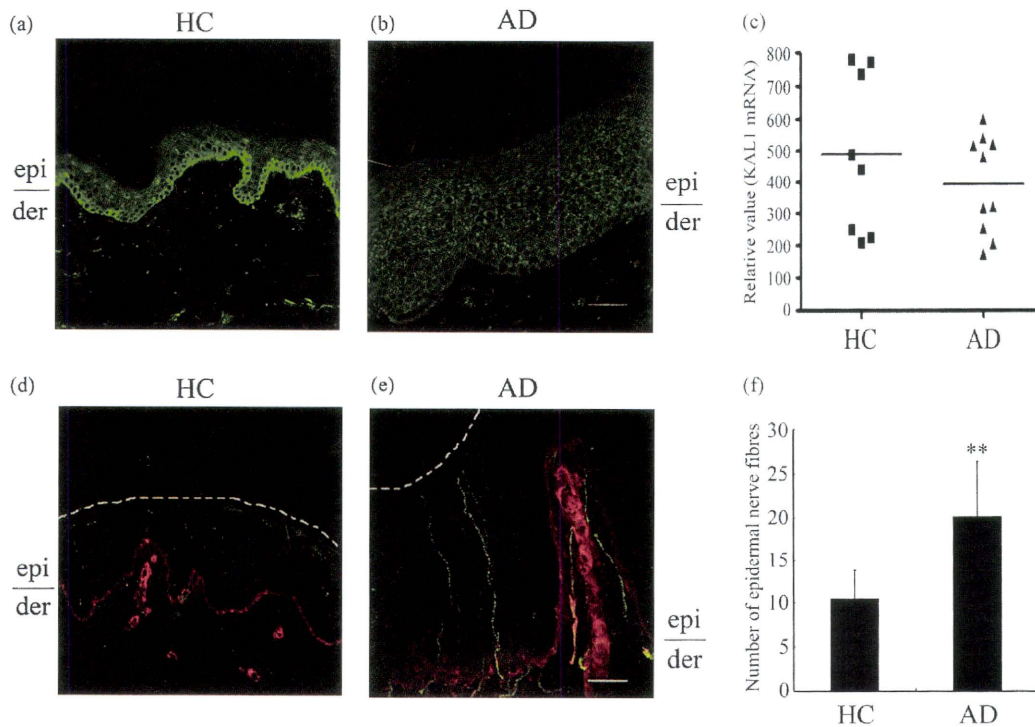 (a)
HC
epi
der
(b)
AD
epi
der
(c)
Relative value (KAL1 mRNA)
800
700
600
500
400
300
200
100
0
HC
AD
(d)
HC
epi
der
(e)
AD
epi
der
(f)
Number of epidermal nerve fibres
30
25
20
15
10
5
0
**
HC
AD